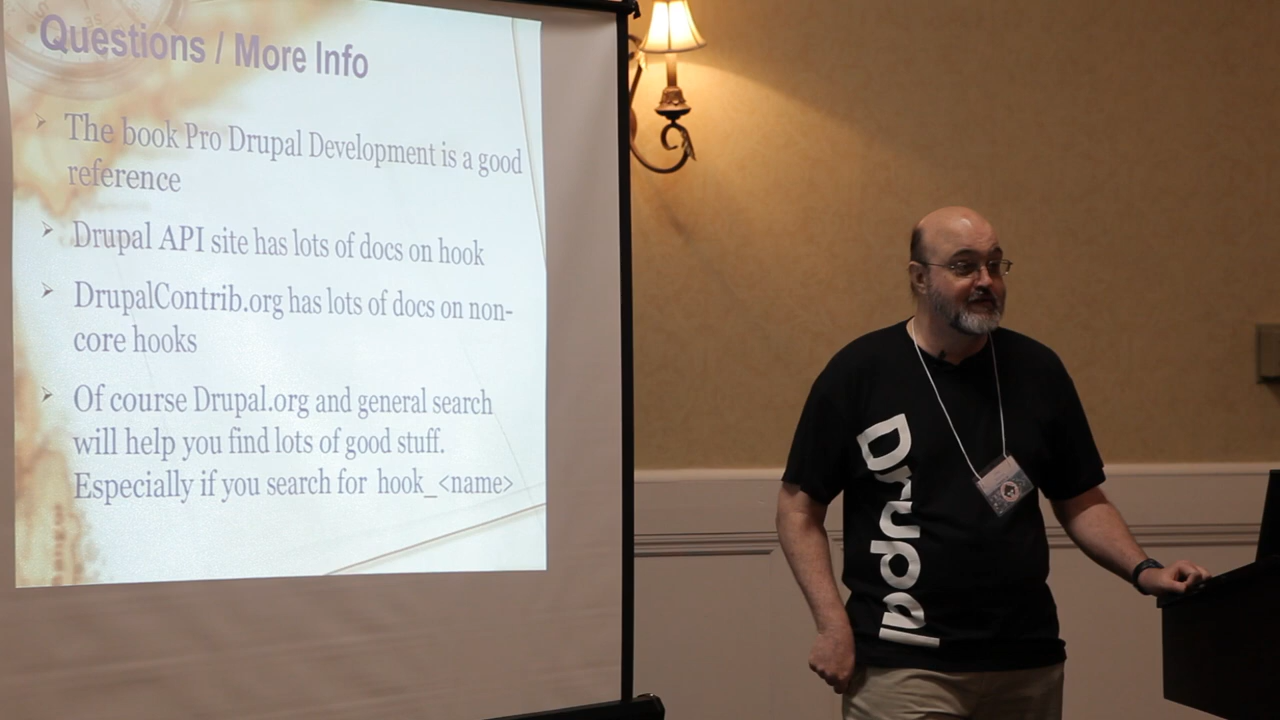 Questions / More Info
The book Pro Drupal Development is a good
reference
Drupal API site has lots of docs on hook
DrupalContrib.org has lots of docs on non-
core hooks
Of course Drupal.org and general search
will help you find lots of good stuff.
Especially if you search for hook_<name>
Drupal